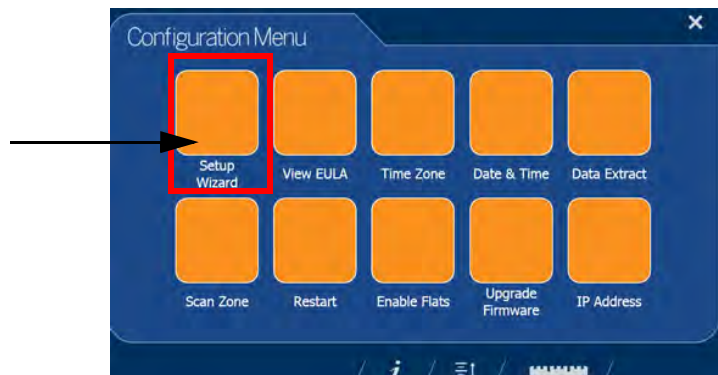 Configuration Menu
Setup
Wizard
View EULA
Time Zone
Date & Time
Data Extract
Scan Zone
Restart
Enable Flats
Upgrade
Firmware
IP Address